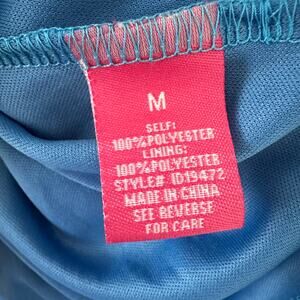 M
SELF:
100%POLYESTER
LINING:
100%POLYESTER
STYLE# ID19472
MADE IN CHINA
SEE REVERSE
FOR CARE